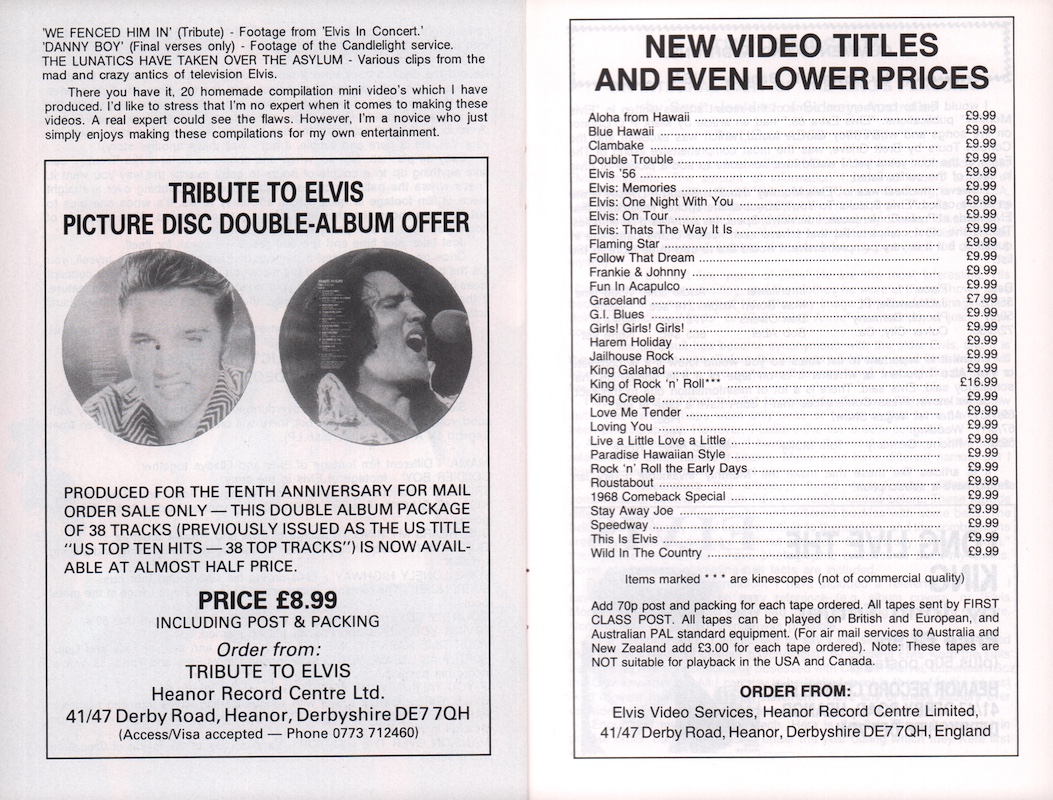 'WE FENCED HIM IN' (Tribute) - Footage from 'Elvis In Concert.'
'DANNY BOY' (Final verses only) - Footage of the Candlelight service.
THE LUNATICS HAVE TAKEN OVER THE ASYLUM - Various clips from the
mad and crazy antics of television Elvis.
There you have it, 20 homemade compilation mini video's which I have
produced. I'd like to stress that I'm no expert when it comes to making these
videos. A real expert could see the flaws. However, I'm a novice who just
simply enjoys making these compilations for my own entertainment.
TRIBUTE TO ELVIS
PICTURE DISC DOUBLE-ALBUM OFFER
PRODUCED FOR THE TENTH ANNIVERSARY FOR MAIL
ORDER SALE ONLY — THIS DOUBLE ALBUM PACKAGE
OF 38 TRACKS (PREVIOUSLY ISSUED AS THE US TITLE
"US TOP TEN HITS — 38 TOP TRACKS") IS NOW AVAIL-
ABLE AT ALMOST HALF PRICE.
PRICE £8.99
INCLUDING POST & PACKING
Order from:
TRIBUTE TO ELVIS
Heanor Record Centre Ltd.
41/47 Derby Road, Heanor, Derbyshire DE7 7QH
(Access/Visa accepted — Phone 0773 712460)
NEW VIDEO TITLES
AND EVEN LOWER PRICES
Aloha from Hawaii £9.99
Blue Hawaii £9.99
Clambake £9.99
Double Trouble £9.99
Elvis '56 £9.99
Elvis: Memories £9.99
Elvis: One Night With You £9.99
Elvis: On Tour £9.99
Elvis: Thats The Way It Is £9.99
Flaming Star £9.99
Follow That Dream £9.99
Frankie & Johnny £9.99
Fun In Acapulco £9.99
Graceland £7.99
G.I. Blues £9.99
Girls! Girls! Girls! £9.99
Harem Holiday £9.99
Jailhouse Rock £9.99
King Galahad £9.99
King of Rock 'n' Roll*** £16.99
King Creole £9.99
Love Me Tender £9.99
Loving You £9.99
Live a Little Love a Little £9.99
Paradise Hawaiian Style £9.99
Rock 'n' Roll the Early Days £9.99
Roustabout £9.99
1968 Comeback Special £9.99
Stay Away Joe £9.99
Speedway £9.99
This Is Elvis £9.99
Wild In The Country £9.99
Items marked * * * are kinescopes (not of commercial quality)
Add 70p post and packing for each tape ordered. All tapes sent by FIRST
CLASS POST. All tapes can be played on British and European, and
Australian PAL standard equipment. (For air mail services to Australia and
New Zealand add £3.00 for each tape ordered). Note: These tapes are
NOT suitable for playback in the USA and Canada.
ORDER FROM:
Elvis Video Services, Heanor Record Centre Limited,
41/47 Derby Road, Heanor, Derbyshire DE7 7QH, England